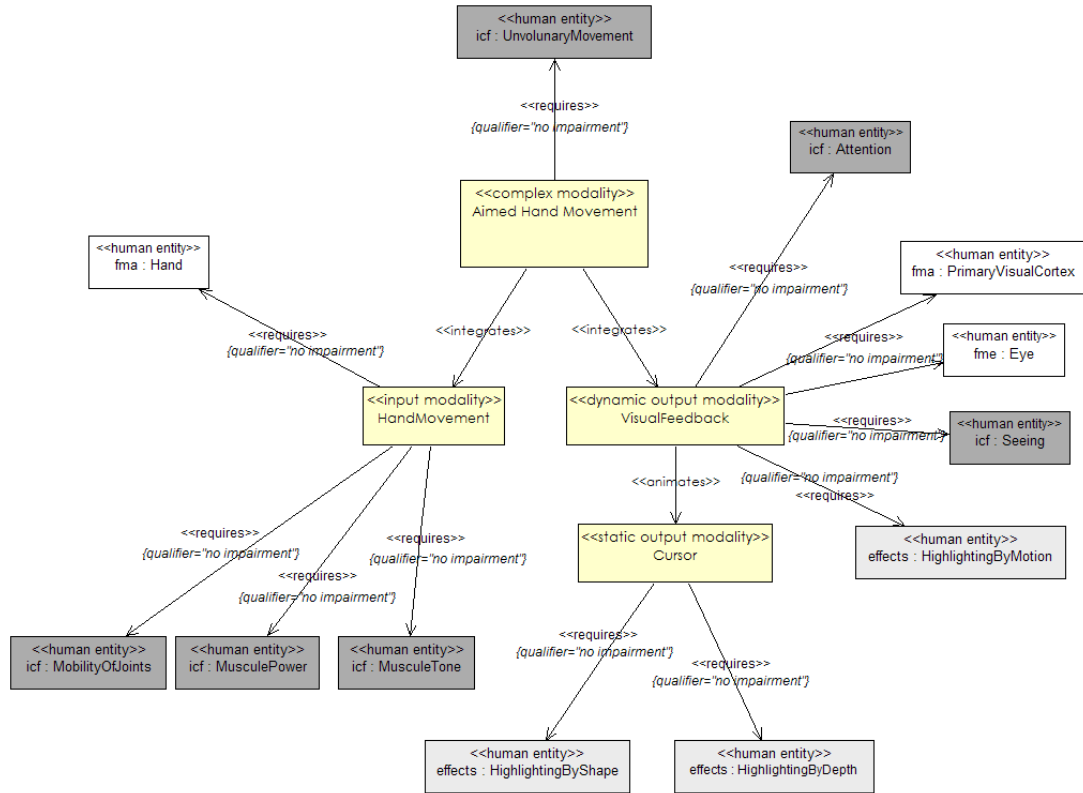 <<human entity>>
icf : UnvolunaryMovement
<<requires>>
{qualifier="no impairment"}
<<human entity>>
icf : Attention
<<complex modality>>
Aimed Hand Movement
<<human entity>>
fma : Hand
<<requires>>
{qualifier="no impairment"}
<<human entity>>
fma : PrimaryVisualCortex
<<requires>>
{qualifier="no impairment"}
<<integrates>>
<<integrates>>
<<requires>>
{qualifier="no impairment"}
<<human entity>>
fme : Eye
<<input modality>>
HandMovement
<<dynamic output modality>>
VisualFeedback
<<requires>>
{qualifier="no impairment"}
<<human entity>>
icf : Seeing
<<animates>>
{qualifier="no impairment"}
<<requires>>
<<requires>>
{qualifier="no impairment"}
<<requires>>
{qualifier="no impairment"}
<<requires>>
{qualifier="no impairment"}
<<static output modality>>
Cursor
<<human entity>>
effects : HighlightingByMotion
<<human entity>>
icf : MobilityOfJoints
<<human entity>>
icf : MusculePower
<<human entity>>
icf : MusculeTone
<<requires>>
{qualifier="no impairment"}
<<requires>>
{qualifier="no impairment"}
<<human entity>>
effects : HighlightingByShape
<<human entity>>
effects : HighlightingByDepth